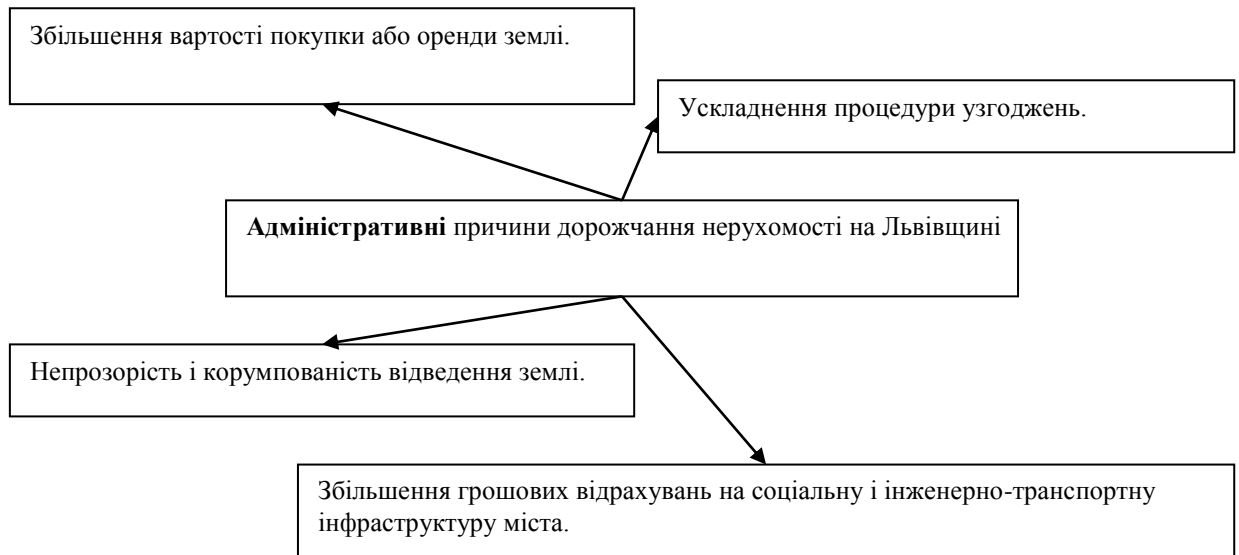 Збільшення вартості покупки або оренди землі.
Ускладнення процедури узгоджень.
Адміністративні причини дорожчання нерухомості на Львівщині
Непрозорість і корумпованість відведення землі.
Збільшення грошових відрахувань на соціальну і інженерно-транспортну
інфраструктуру міста.